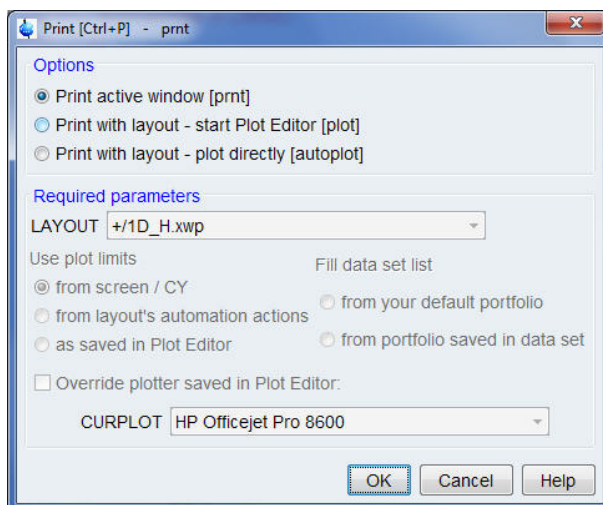 Print [Ctrl+P] - prnt
Options
Print active window [prnt]
Print with layout - start Plot Editor [plot]
Print with layout - plot directly [autoplot]
Required parameters
LAYOUT +/1D_H.xwp
Use plot limits
from screen / CY
from layout's automation actions
as saved in Plot Editor
Fill data set list
from your default portfolio
from portfolio saved in data set
Override plotter saved in Plot Editor:
CURPLOT HP Officejet Pro 8600
OK Cancel Help